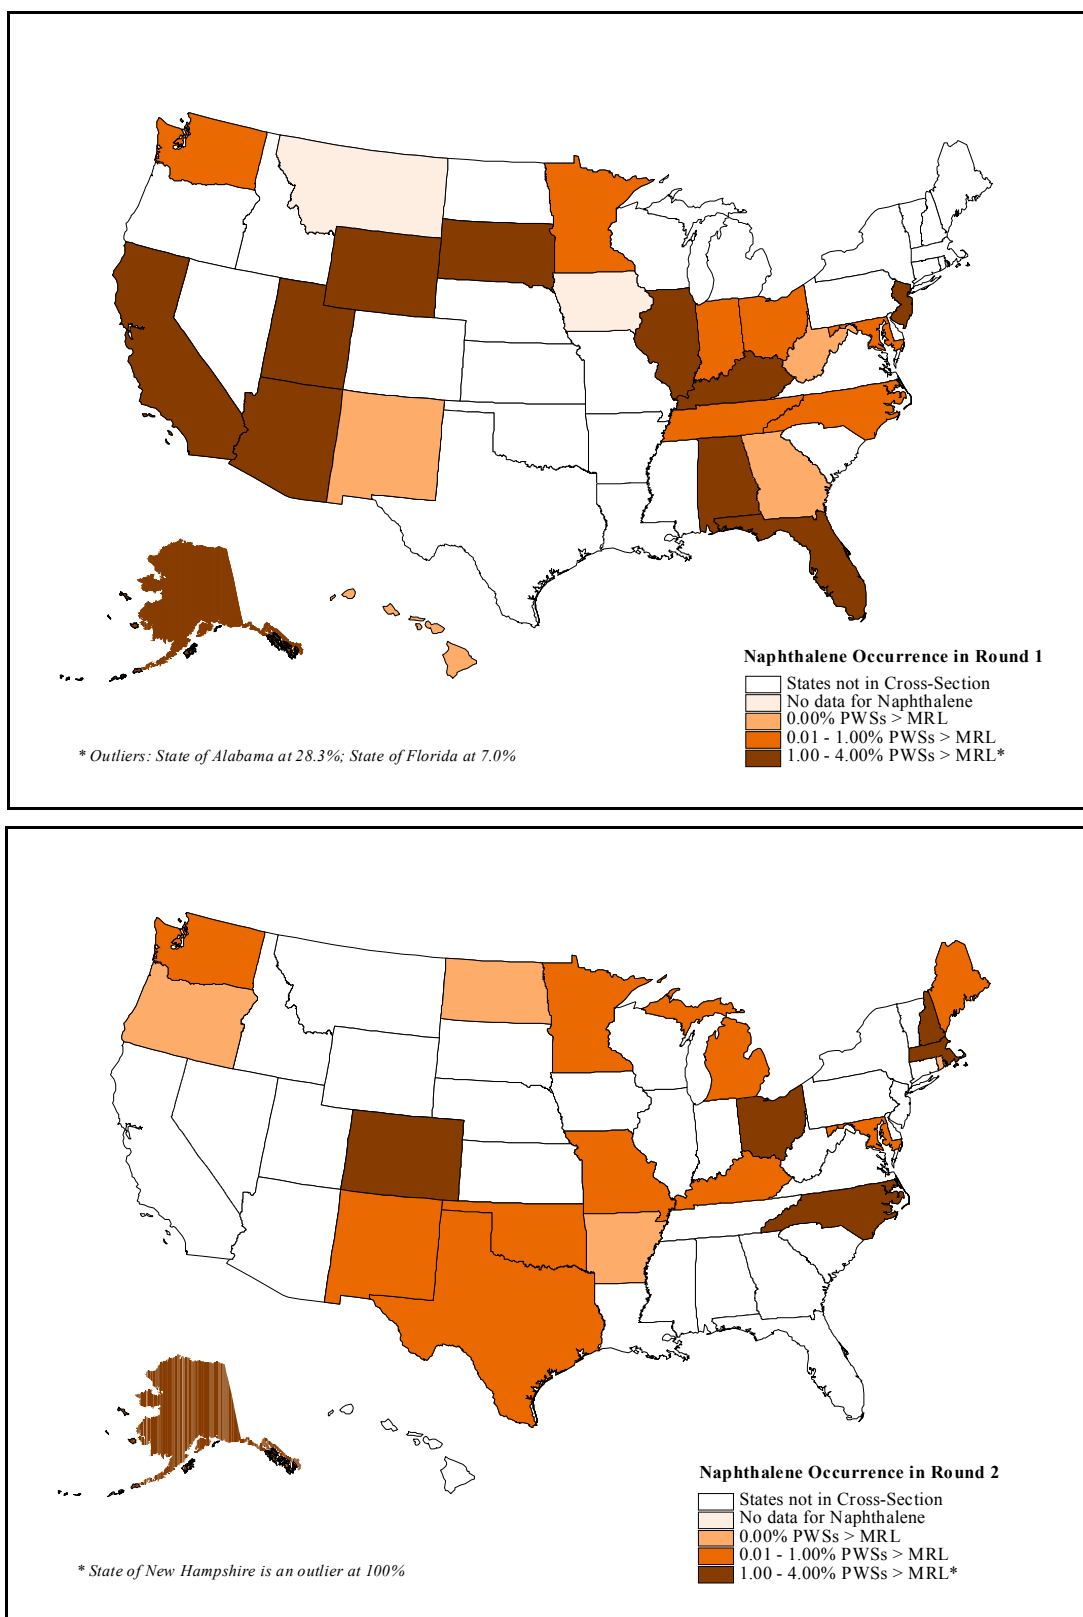 Naphthalene Occurrence in Round 1
States not in Cross-Section
No data for Naphthalene
0.00% PWSs > MRL
0.01 - 1.00% PWSs > MRL
1.00 - 4.00% PWSs > MRL*
* Outliers: State of Alabama at 28.3%; State of Florida at 7.0%
Naphthalene Occurrence in Round 2
States not in Cross-Section
No data for Naphthalene
0.00% PWSs > MRL
0.01 - 1.00% PWSs > MRL
1.00 - 4.00% PWSs > MRL*
* State of New Hampshire is an outlier at 100%